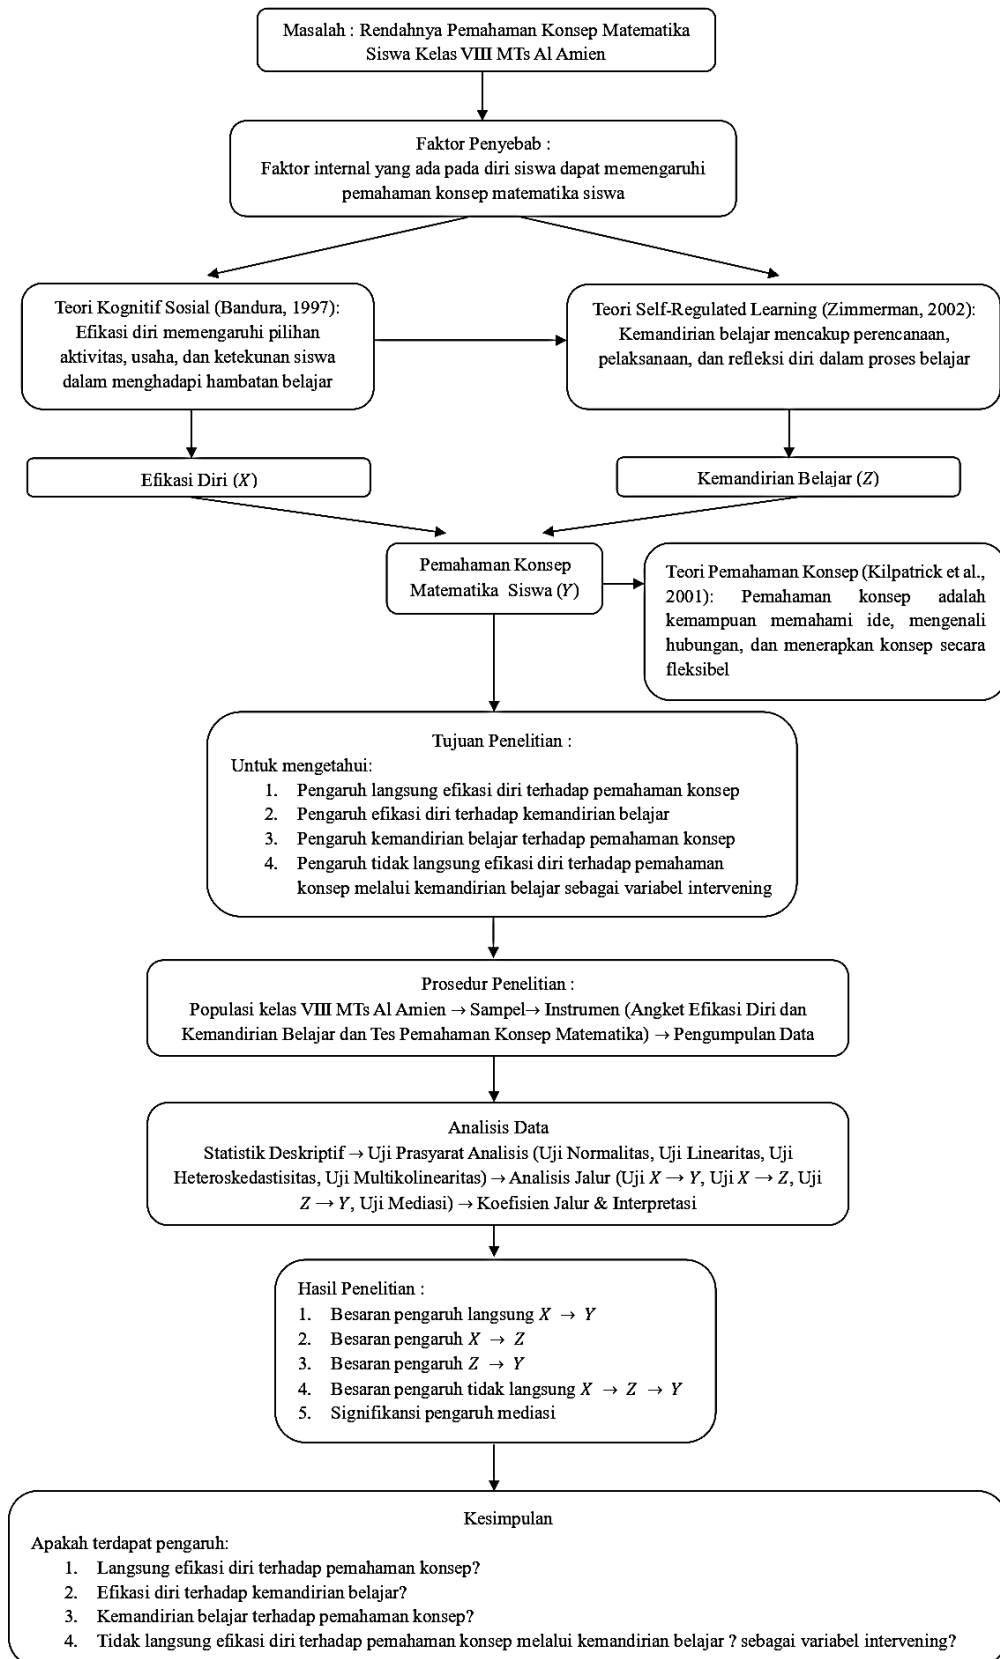 Masalah : Rendahnya Pemahaman Konsep Matematika
Siswa Kelas VIII MTs Al Amien
Faktor Penyebab :
Faktor internal yang ada pada diri siswa dapat memengaruhi
pemahaman konsep matematika siswa
Teori Kognitif Sosial (Bandura, 1997):
Efikasi diri memengaruhi pilihan
aktivitas, usaha, dan ketekunan siswa
dalam menghadapi hambatan belajar
Teori Self-Regulated Learning (Zimmerman, 2002):
Kemandirian belajar mencakup perencanaan,
pelaksanaan, dan refleksi diri dalam proses belajar
Efikasi Diri (X)
Kemandirian Belajar (Z)
Pemahaman Konsep
Matematika Siswa (Y)
Teori Pemahaman Konsep (Kilpatrick et al.,
2001): Pemahaman konsep adalah
kemampuan memahami ide, mengenali
hubungan, dan menerapkan konsep secara
fleksibel
Tujuan Penelitian :
Untuk mengetahui:
1. Pengaruh langsung efikasi diri terhadap pemahaman konsep
2. Pengaruh efikasi diri terhadap kemandirian belajar
3. Pengaruh kemandirian belajar terhadap pemahaman konsep
4. Pengaruh tidak langsung efikasi diri terhadap pemahaman
konsep melalui kemandirian belajar sebagai variabel intervening
Prosedur Penelitian :
Populasi kelas VIII MTs Al Amien → Sampel→ Instrumen (Angket Efikasi Diri dan
Kemandirian Belajar dan Tes Pemahaman Konsep Matematika) → Pengumpulan Data
Analisis Data
Statistik Deskriptif → Uji Prasyarat Analisis (Uji Normalitas, Uji Linearitas, Uji
Heteroskedastisitas, Uji Multikolinearitas) → Analisis Jalur (Uji X → Y, Uji X → Z, Uji
Z → Y, Uji Mediasi) → Koefisien Jalur & Interpretasi
Hasil Penelitian :
1. Besaran pengaruh langsung X → Y
2. Besaran pengaruh X → Z
3. Besaran pengaruh Z → Y
4. Besaran pengaruh tidak langsung X → Z → Y
5. Signifikansi pengaruh mediasi
Kesimpulan
Apakah terdapat pengaruh:
1. Langsung efikasi diri terhadap pemahaman konsep?
2. Efikasi diri terhadap kemandirian belajar?
3. Kemandirian belajar terhadap pemahaman konsep?
4. Tidak langsung efikasi diri terhadap pemahaman konsep melalui kemandirian belajar ? sebagai variabel intervening?